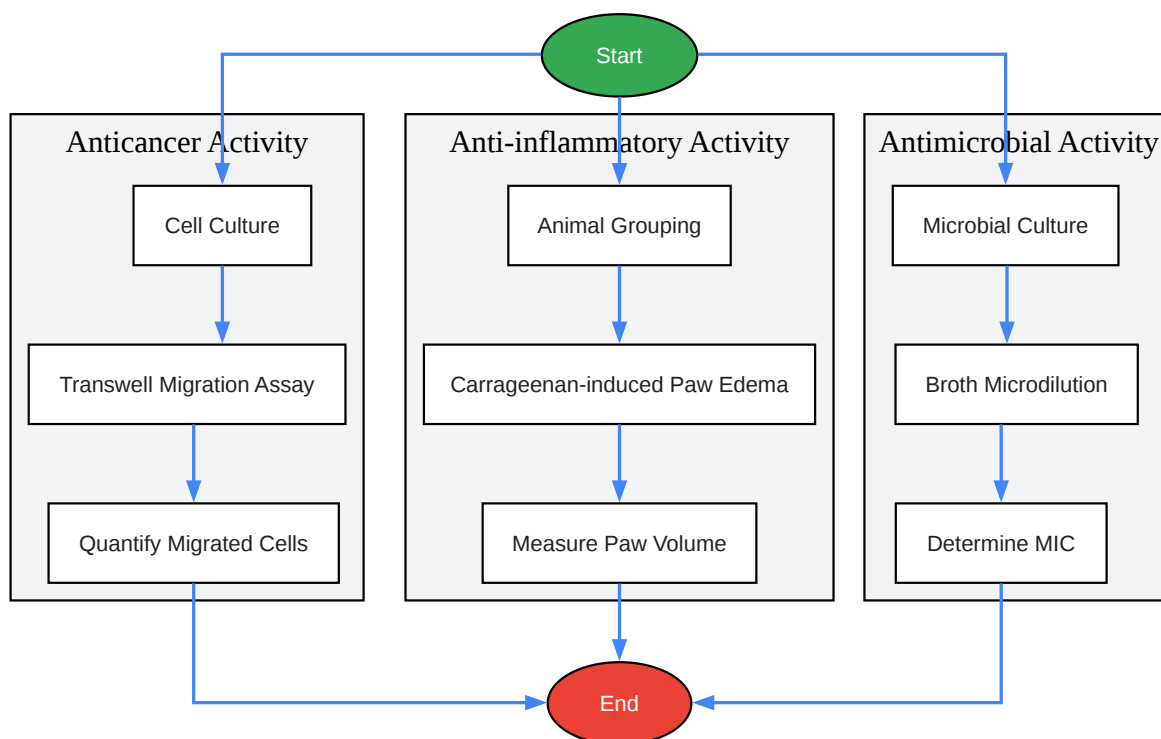 Start
Anticancer Activity
Cell Culture
Transwell Migration Assay
Quantify Migrated Cells
Anti-inflammatory Activity
Animal Grouping
Carrageenan-induced Paw Edema
Measure Paw Volume
Antimicrobial Activity
Microbial Culture
Broth Microdilution
Determine MIC
End